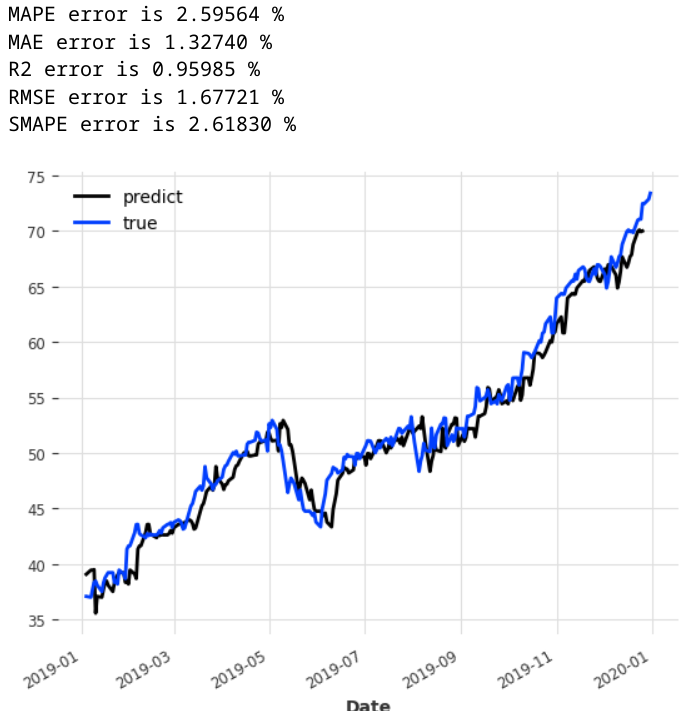 MAPE error is 2.59564 %
MAE error is 1.32740 %
R2 error is 0.95985 %
RMSE error is 1.67721 %
SMAPE error is 2.61830 %
75
predict
true
70
65
60
55
50
45
40
35
2019-01
2019-03
2019-05
2019-07
2019-09
2019-11
2020-01
Date